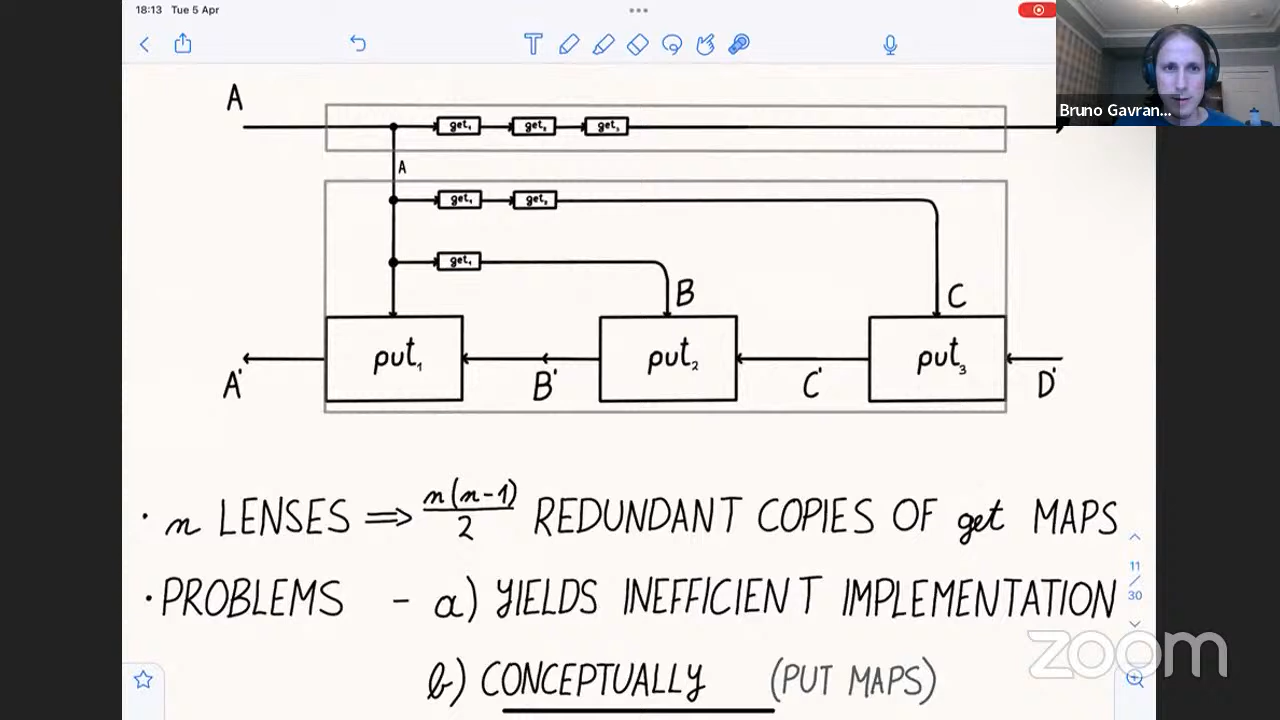 18:13 Tue 5 Apr
Bruno Gavran...
A
get₁ get₂ get₃
A
get₁ get₂
get₁
B
C
put₁
put₂
put₃
A'
B'
C'
D'
· n LENSES ⟹ n(n-1)/2 REDUNDANT COPIES OF get MAPS
· PROBLEMS - a) YIELDS INEFFICIENT IMPLEMENTATION
b) CONCEPTUALLY (PUT MAPS)
11
/
30
zoom